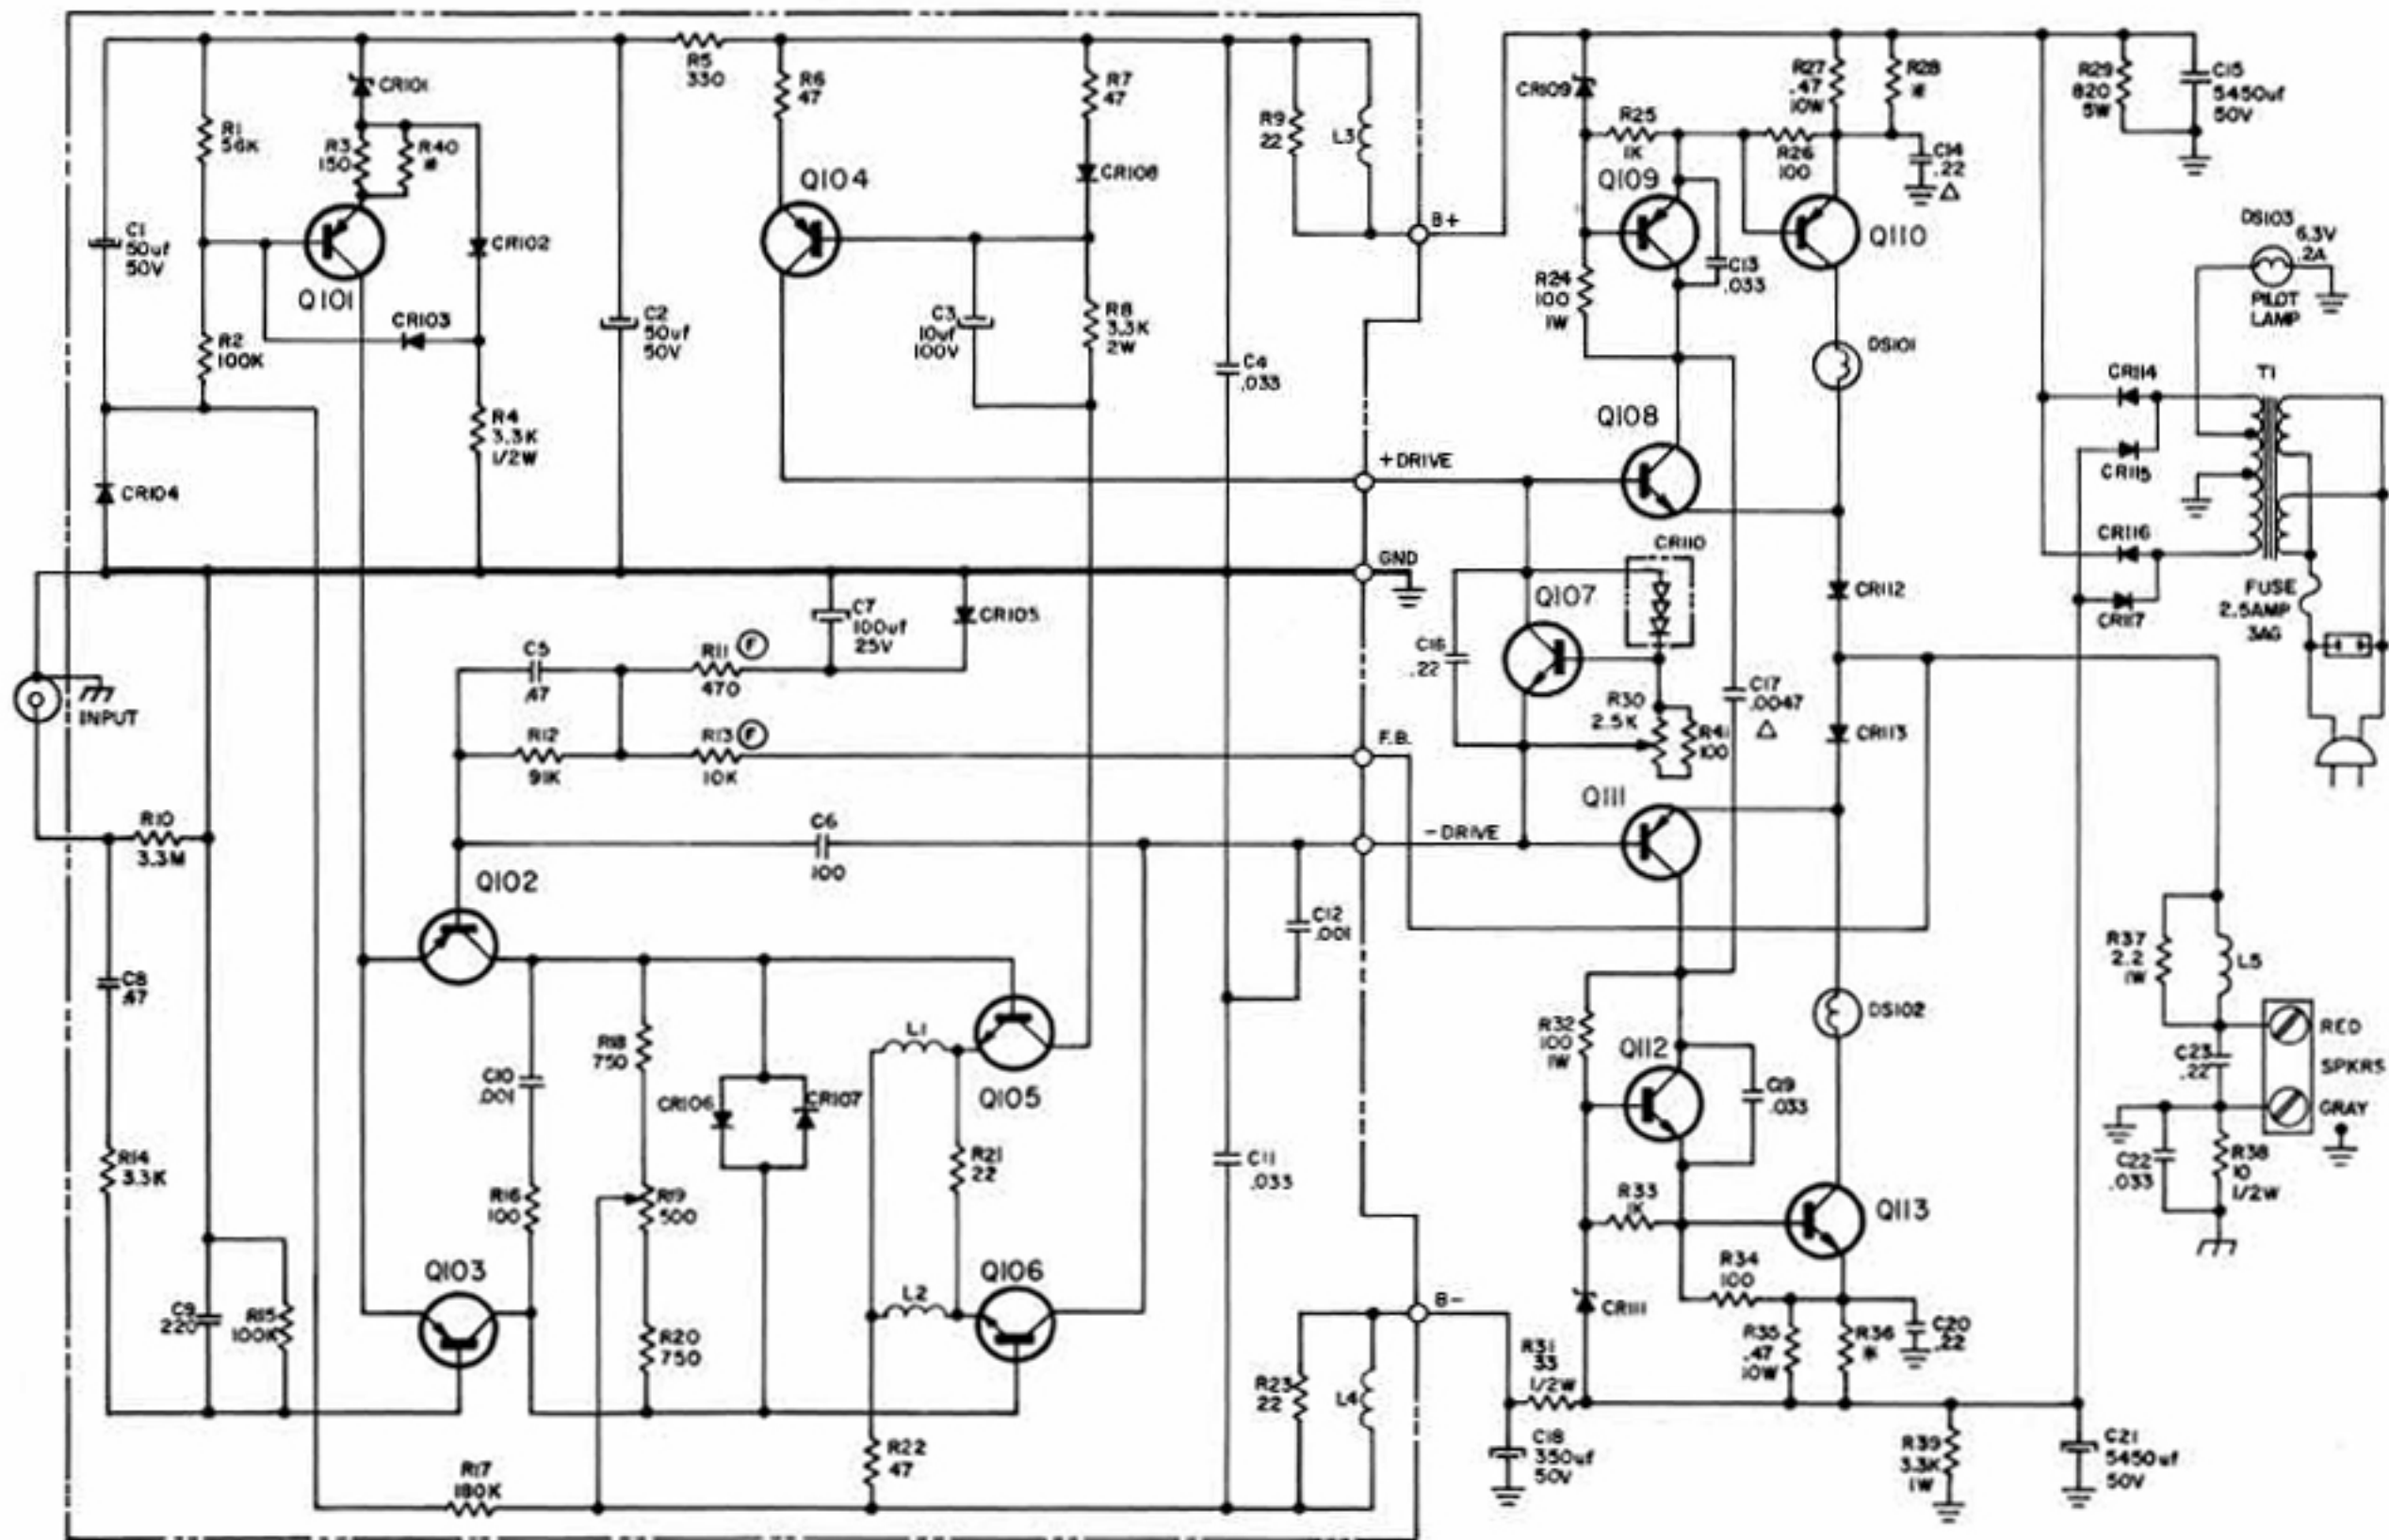 R1
56K
CR101
R3
150
R40
*
R5
330
R6
47
R7
47
CR108
Q104
R9
22
L3
C1
50uf
50V
Q101
CR102
CR103
R2
100K
R4
3.3K
1/2W
C2
50uf
50V
C3
10uf
100V
R8
3.3K
2W
C4
.033
CR104
B+
+DRIVE
GND
F.B.
-DRIVE
B-
INPUT
C5
.47
R11 F
470
C7
100uf
25V
CR105
R12
91K
R13 F
10K
R10
3.3M
C6
100
Q102
C8
.47
R14
3.3K
C9
220
R15
100K
Q103
C10
.001
R16
100
R18
750
R19
500
R20
750
CR106
CR107
L1
Q105
R21
22
L2
Q106
R22
47
R17
180K
C12
.001
C11
.033
R23
22
L4
CR109
R25
1K
R27
.47
10W
R28
*
R26
100
C14
.22
△
Q109
Q110
C13
.033
R24
100
1W
DS101
Q108
CR110
Q107
C16
.22
R30
2.5K
R41
100
C17
.0047
△
CR112
CR113
Q111
R32
100
1W
Q112
C19
.033
DS102
R33
1K
Q113
R34
100
CR111
R35
.47
10W
R36
*
C20
.22
R31
33
1/2W
C18
350uf
50V
R39
3.3K
1W
C21
5450uf
50V
R29
820
5W
C15
5450uf
50V
DS103
6.3V
.2A
PILOT
LAMP
CR114
T1
CR115
CR116
CR117
FUSE
2.5AMP
3AG
R37
2.2
1W
L5
RED
C23
.22
SPKRS
GRAY
C22
.033
R38
10
1/2W